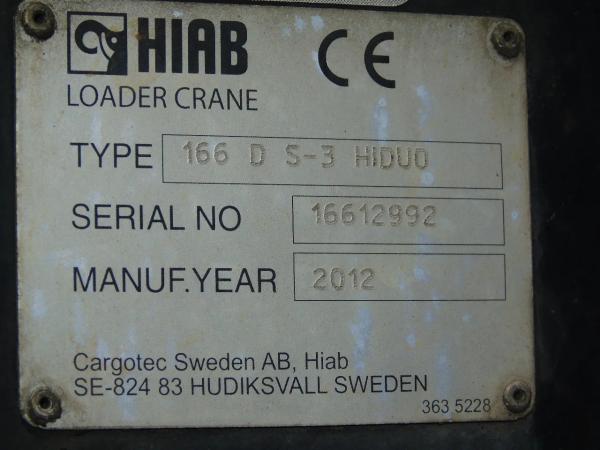 HIAB CE
LOADER CRANE
TYPE 166 D S-3 HIDUO
SERIAL NO 16612992
MANUF.YEAR 2012
Cargotec Sweden AB, Hiab
SE-824 83 HUDIKSVALL SWEDEN
363 5228